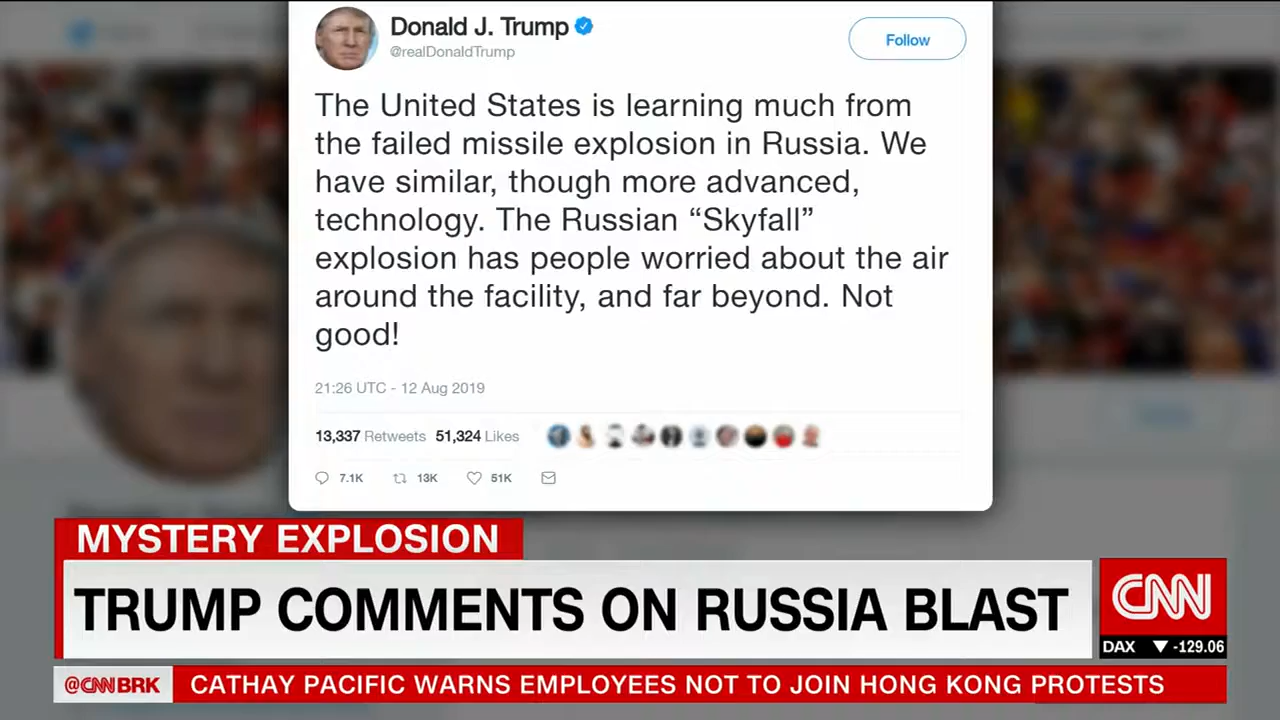 Donald J. Trump
@realDonaldTrump
Follow
The United States is learning much from
the failed missile explosion in Russia. We
have similar, though more advanced,
technology. The Russian “Skyfall”
explosion has people worried about the air
around the facility, and far beyond. Not
good!
21:26 UTC - 12 Aug 2019
13,337 Retweets 51,324 Likes
7.1K 13K 51K
MYSTERY EXPLOSION
TRUMP COMMENTS ON RUSSIA BLAST
CNN
DAX ▼ -129.06
@CNNBRK CATHAY PACIFIC WARNS EMPLOYEES NOT TO JOIN HONG KONG PROTESTS